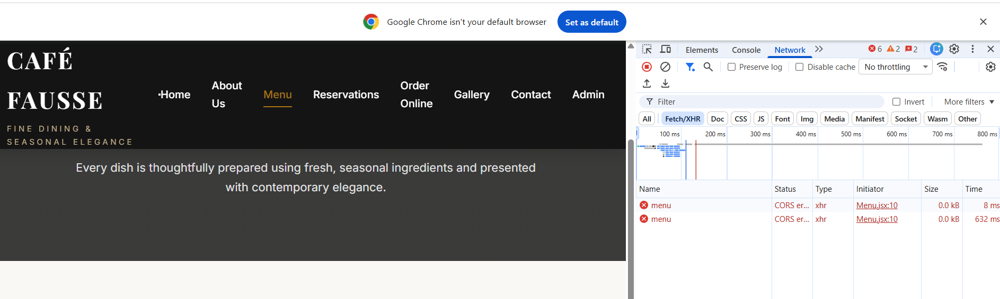 Google Chrome isn't your default browser Set as default
CAFÉ
FAUSSE
FINE DINING &
SEASONAL ELEGANCE
Home
About
Us
Menu
Reservations
Order
Online
Gallery
Contact
Admin
Every dish is thoughtfully prepared using fresh, seasonal ingredients and presented
with contemporary elegance.
Elements Console Network 6 2 2
Preserve log Disable cache No throttling
Filter Invert More filters
All Fetch/XHR Doc CSS JS Font Img Media Manifest Socket Wasm Other
100 ms 200 ms 300 ms 400 ms 500 ms 600 ms 700 ms 800 ms
Name Status Type Initiator Size Time
menu CORS er... xhr Menu.jsx:10 0.0 kB 8 ms
menu CORS er... xhr Menu.jsx:10 0.0 kB 632 ms